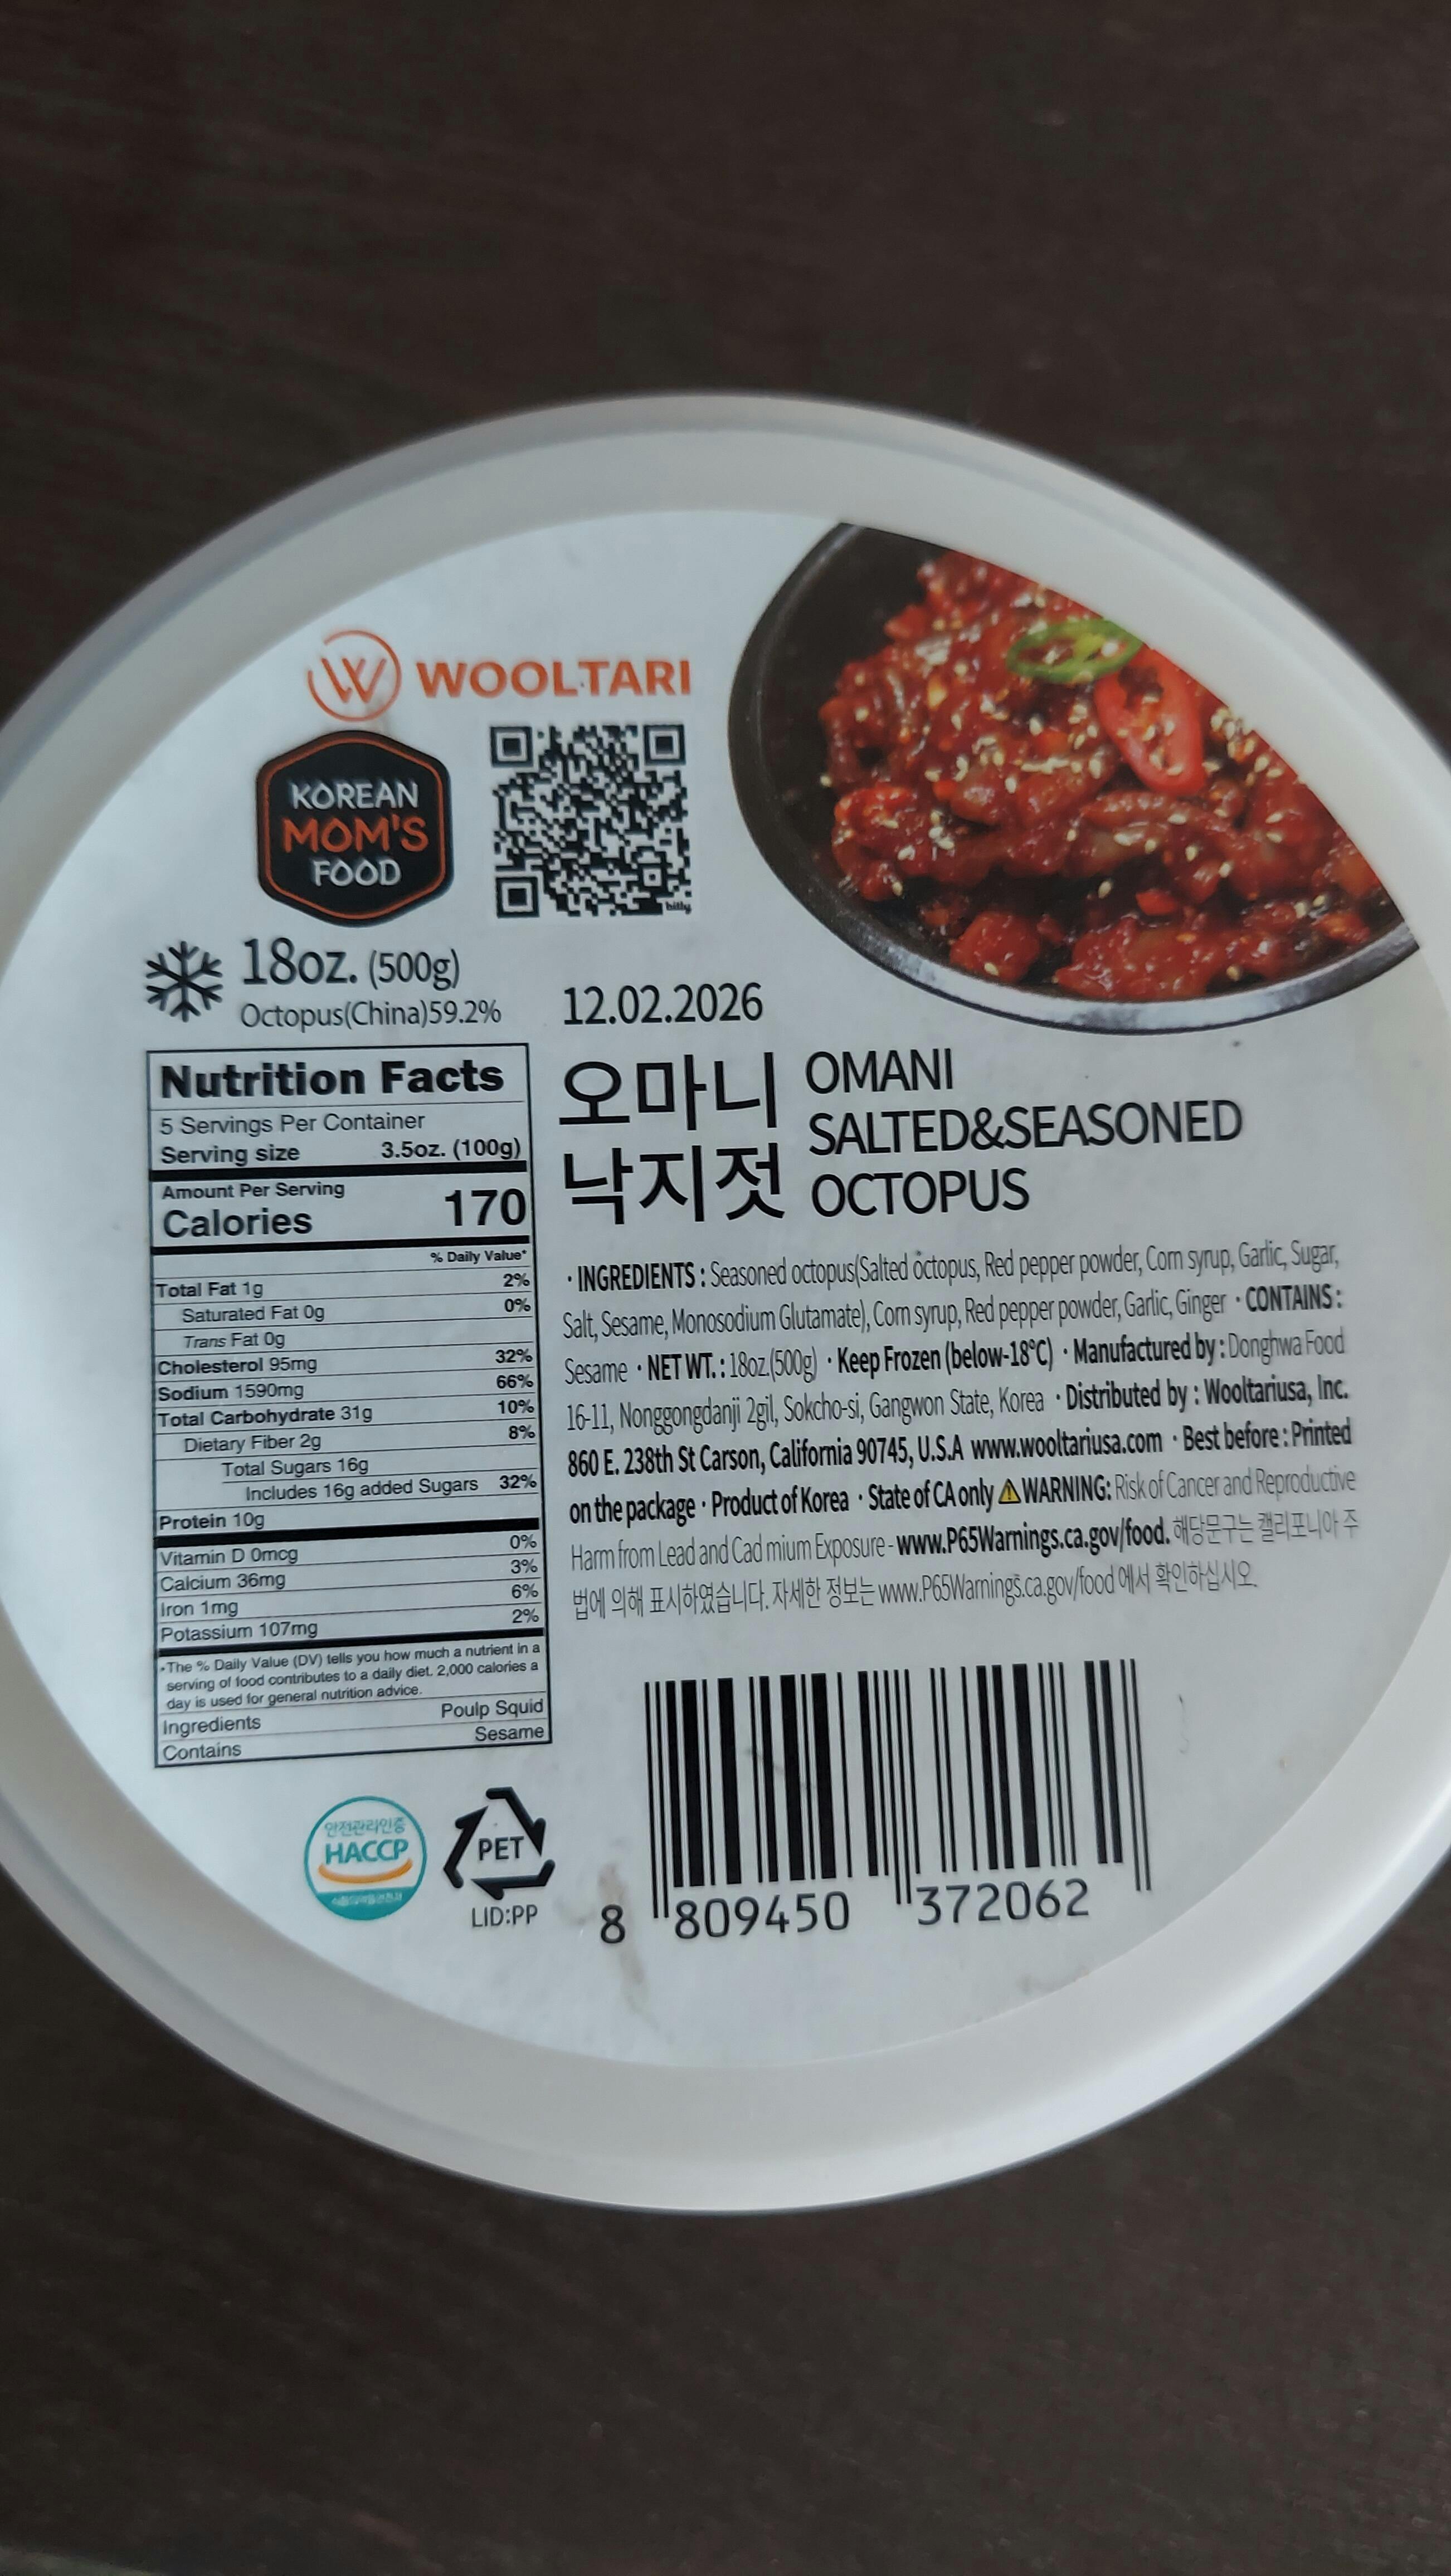 WOOLTARI
KOREAN
MOM'S
FOOD
bitly
18oz. (500g)
Octopus(China)59.2%
12.02.2026
Nutrition Facts
5 Servings Per Container
Serving size 3.5oz. (100g)
Amount Per Serving
Calories 170
% Daily Value*
Total Fat 1g 2%
Saturated Fat 0g 0%
Trans Fat 0g
Cholesterol 95mg 32%
Sodium 1590mg 66%
Total Carbohydrate 31g 10%
Dietary Fiber 2g 8%
Total Sugars 16g
Includes 16g added Sugars 32%
Protein 10g
Vitamin D 0mcg 0%
Calcium 36mg 3%
Iron 1mg 6%
Potassium 107mg 2%
*The % Daily Value (DV) tells you how much a nutrient in a
serving of food contributes to a daily diet. 2,000 calories a
day is used for general nutrition advice.
Ingredients Poulp Squid
Contains Sesame
오마니 OMANI
낙지젓 SALTED&SEASONED
OCTOPUS
· INGREDIENTS : Seasoned octopus(Salted octopus, Red pepper powder, Corn syrup, Garlic, Sugar,
Salt, Sesame, Monosodium Glutamate), Corn syrup, Red pepper powder, Garlic, Ginger · CONTAINS :
Sesame · NET WT. : 18oz.(500g) · Keep Frozen (below-18°C) · Manufactured by : Donghwa Food
16-11, Nonggongdanji 2gil, Sokcho-si, Gangwon State, Korea · Distributed by : Wooltariusa, Inc.
860 E. 238th St Carson, California 90745, U.S.A www.wooltariusa.com · Best before : Printed
on the package · Product of Korea · State of CA only ⚠WARNING: Risk of Cancer and Reproductive
Harm from Lead and Cad mium Exposure - www.P65Warnings.ca.gov/food. 해당문구는 캘리포니아 주
법에 의해 표시하였습니다. 자세한 정보는 www.P65Warnings.ca.gov/food 에서 확인하십시오.
안전관리인증
HACCP
PET
LID:PP
8 809450 372062